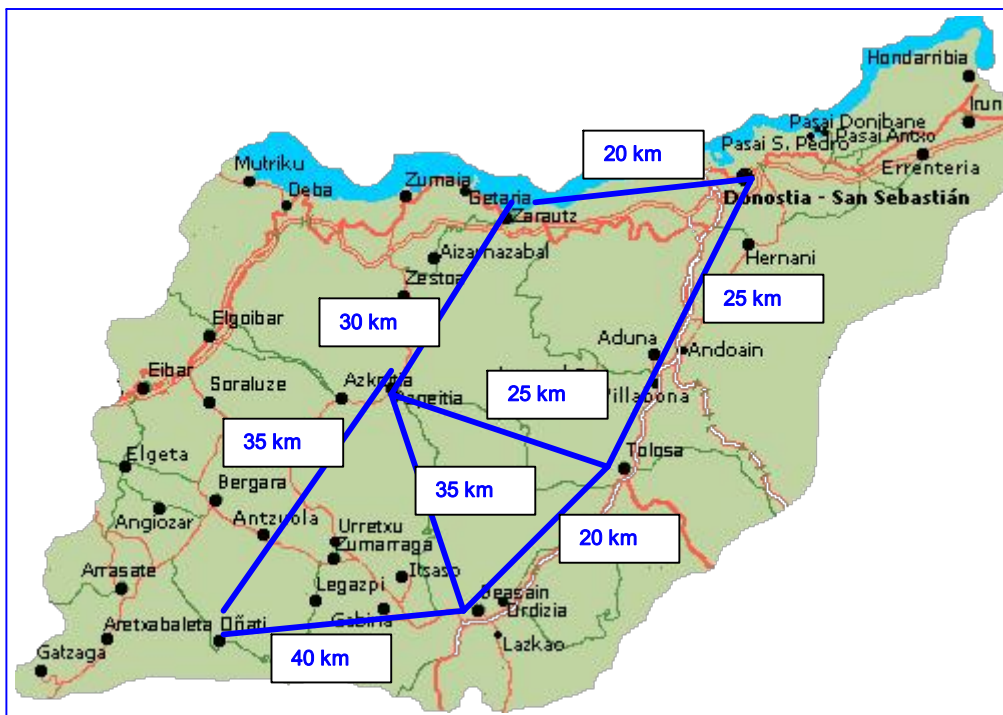 Hondarribia
Irun
Pasai Donibane
Pasai Antxo
Pasai S. Pedro
Errenteria
20 km
Mutriku
Deba
Zumaia
Getaria
Zarautz
Donostia - San Sebastián
Aizarnazabal
Hernani
Zestoa
25 km
30 km
Elgoibar
Aduna
Andoain
Eibar
Soraluze
Azkoitia
25 km
Villabona
35 km
Elgeta
Tolosa
Bergara
35 km
Angiozar
Antzuola
Urretxu
Zumarraga
20 km
Arrasate
Legazpi
Itsaso
Gabiria
Beasain
Urdizia
Aretxabaleta
Oñati
Lazkao
Gatzaga
40 km